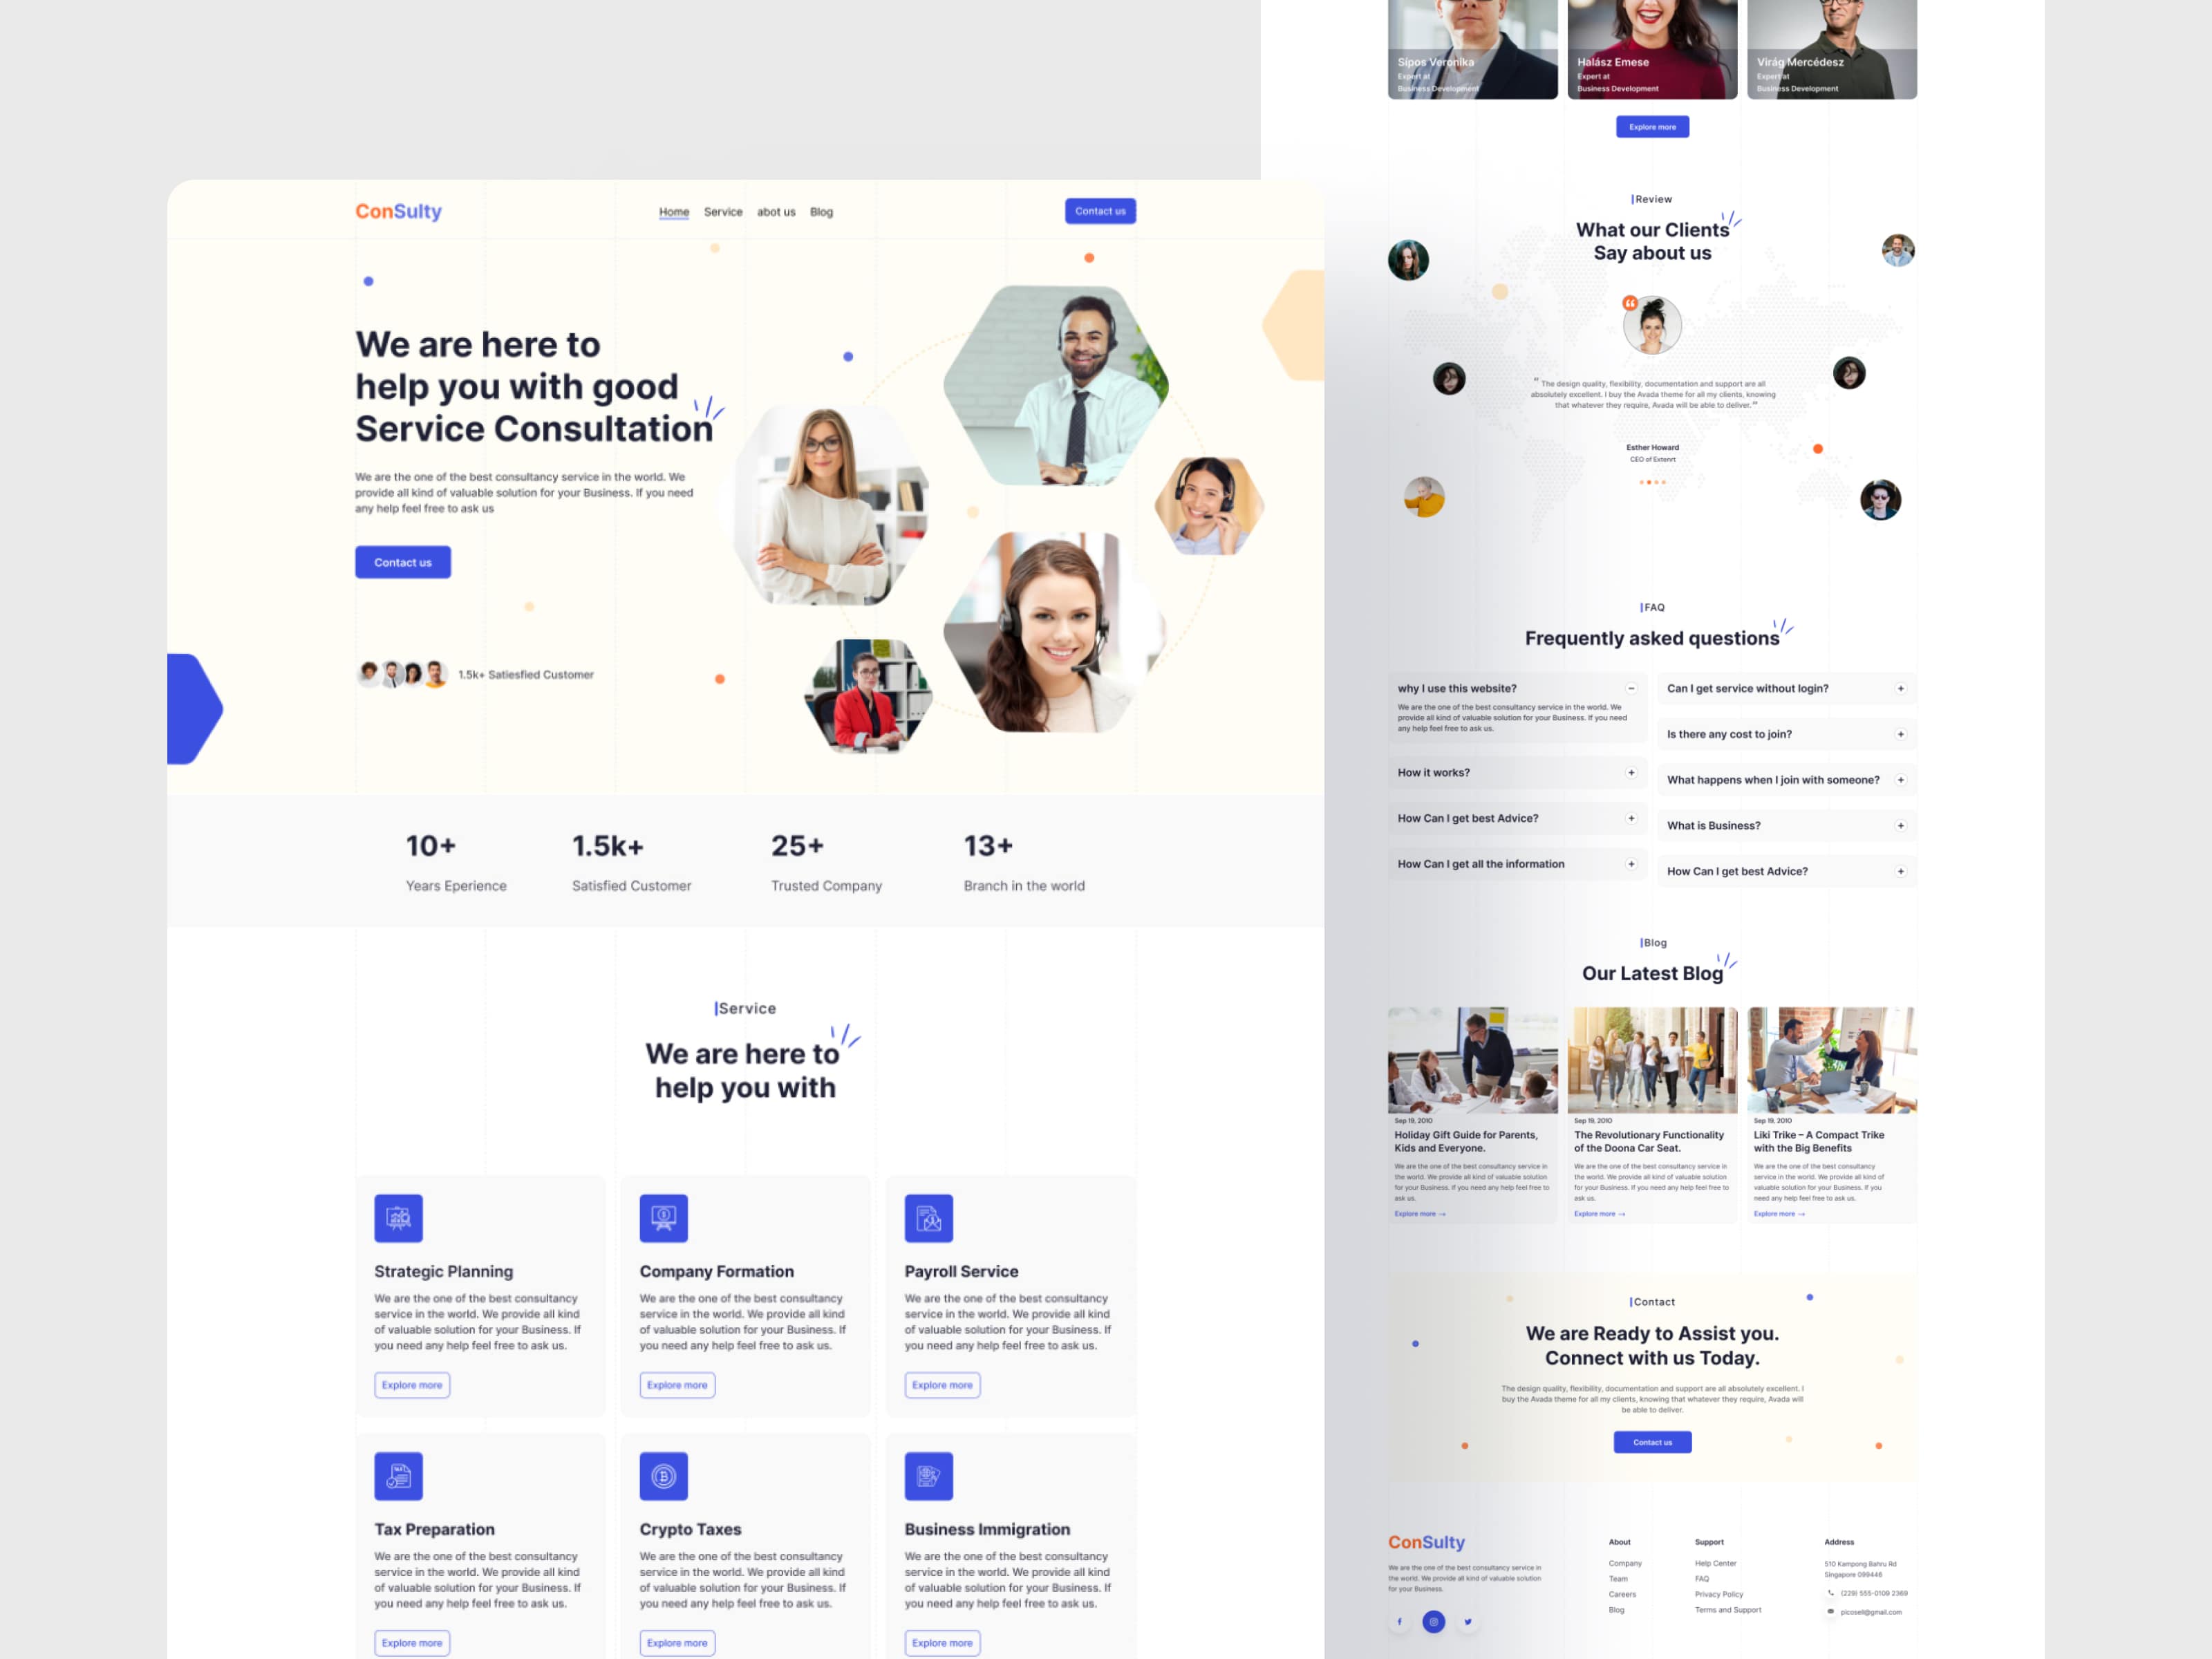 ConSulty
Home Service abot us Blog
Contact us
We are here to
help you with good
Service Consultation
We are the one of the best consultancy service in the world. We
provide all kind of valuable solution for your Business. If you need
any help feel free to ask us
Contact us
1.5k+ Satiesfied Customer
10+
Years Eperience
1.5k+
Satisfied Customer
25+
Trusted Company
13+
Branch in the world
Service
We are here to
help you with
Strategic Planning
We are the one of the best consultancy
service in the world. We provide all kind
of valuable solution for your Business. If
you need any help feel free to ask us.
Explore more
Company Formation
We are the one of the best consultancy
service in the world. We provide all kind
of valuable solution for your Business. If
you need any help feel free to ask us.
Explore more
Payroll Service
We are the one of the best consultancy
service in the world. We provide all kind
of valuable solution for your Business. If
you need any help feel free to ask us.
Explore more
Tax Preparation
We are the one of the best consultancy
service in the world. We provide all kind
of valuable solution for your Business. If
you need any help feel free to ask us.
Explore more
Crypto Taxes
We are the one of the best consultancy
service in the world. We provide all kind
of valuable solution for your Business. If
you need any help feel free to ask us.
Explore more
Business Immigration
We are the one of the best consultancy
service in the world. We provide all kind
of valuable solution for your Business. If
you need any help feel free to ask us.
Explore more
Sípos Veronika
Expert at
Business Development
Halász Emese
Expert at
Business Development
Virág Mercédesz
Expert at
Business Development
Explore more
Review
What our Clients
Say about us
" The design quality, flexibility, documentation and support are all
absolutely excellent. I buy the Avada theme for all my clients, knowing
that whatever they require, Avada will be able to deliver. "
Esther Howard
CEO of Extenrt
FAQ
Frequently asked questions
why I use this website?
We are the one of the best consultancy service in the world. We
provide all kind of valuable solution for your Business. If you need
any help feel free to ask us.
How it works?
How Can I get best Advice?
How Can I get all the information
Can I get service without login?
Is there any cost to join?
What happens when I join with someone?
What is Business?
How Can I get best Advice?
Blog
Our Latest Blog
Sep 19, 2010
Holiday Gift Guide for Parents,
Kids and Everyone.
We are the one of the best consultancy service in
the world. We provide all kind of valuable solution
for your Business. If you need any help feel free to
ask us.
Explore more →
Sep 19, 2010
The Revolutionary Functionality
of the Doona Car Seat.
We are the one of the best consultancy service in
the world. We provide all kind of valuable solution
for your Business. If you need any help feel free to
ask us.
Explore more →
Sep 19, 2010
Liki Trike – A Compact Trike
with the Big Benefits
We are the one of the best consultancy
service in the world. We provide all kind of
valuable solution for your Business. If you
need any help feel free to ask us.
Explore more →
Contact
We are Ready to Assist you.
Connect with us Today.
The design quality, flexibility, documentation and support are all absolutely excellent. I
buy the Avada theme for all my clients, knowing that whatever they require, Avada will
be able to deliver.
Contact us
ConSulty
We are the one of the best consultancy service in
the world. We provide all kind of valuable solution
for your Business.
About
Company
Team
Careers
Blog
Support
Help Center
FAQ
Privacy Policy
Terms and Support
Address
510 Kampong Bahru Rd
Singapore 099446
(229) 555-0109 2369
picosell@gmail.com